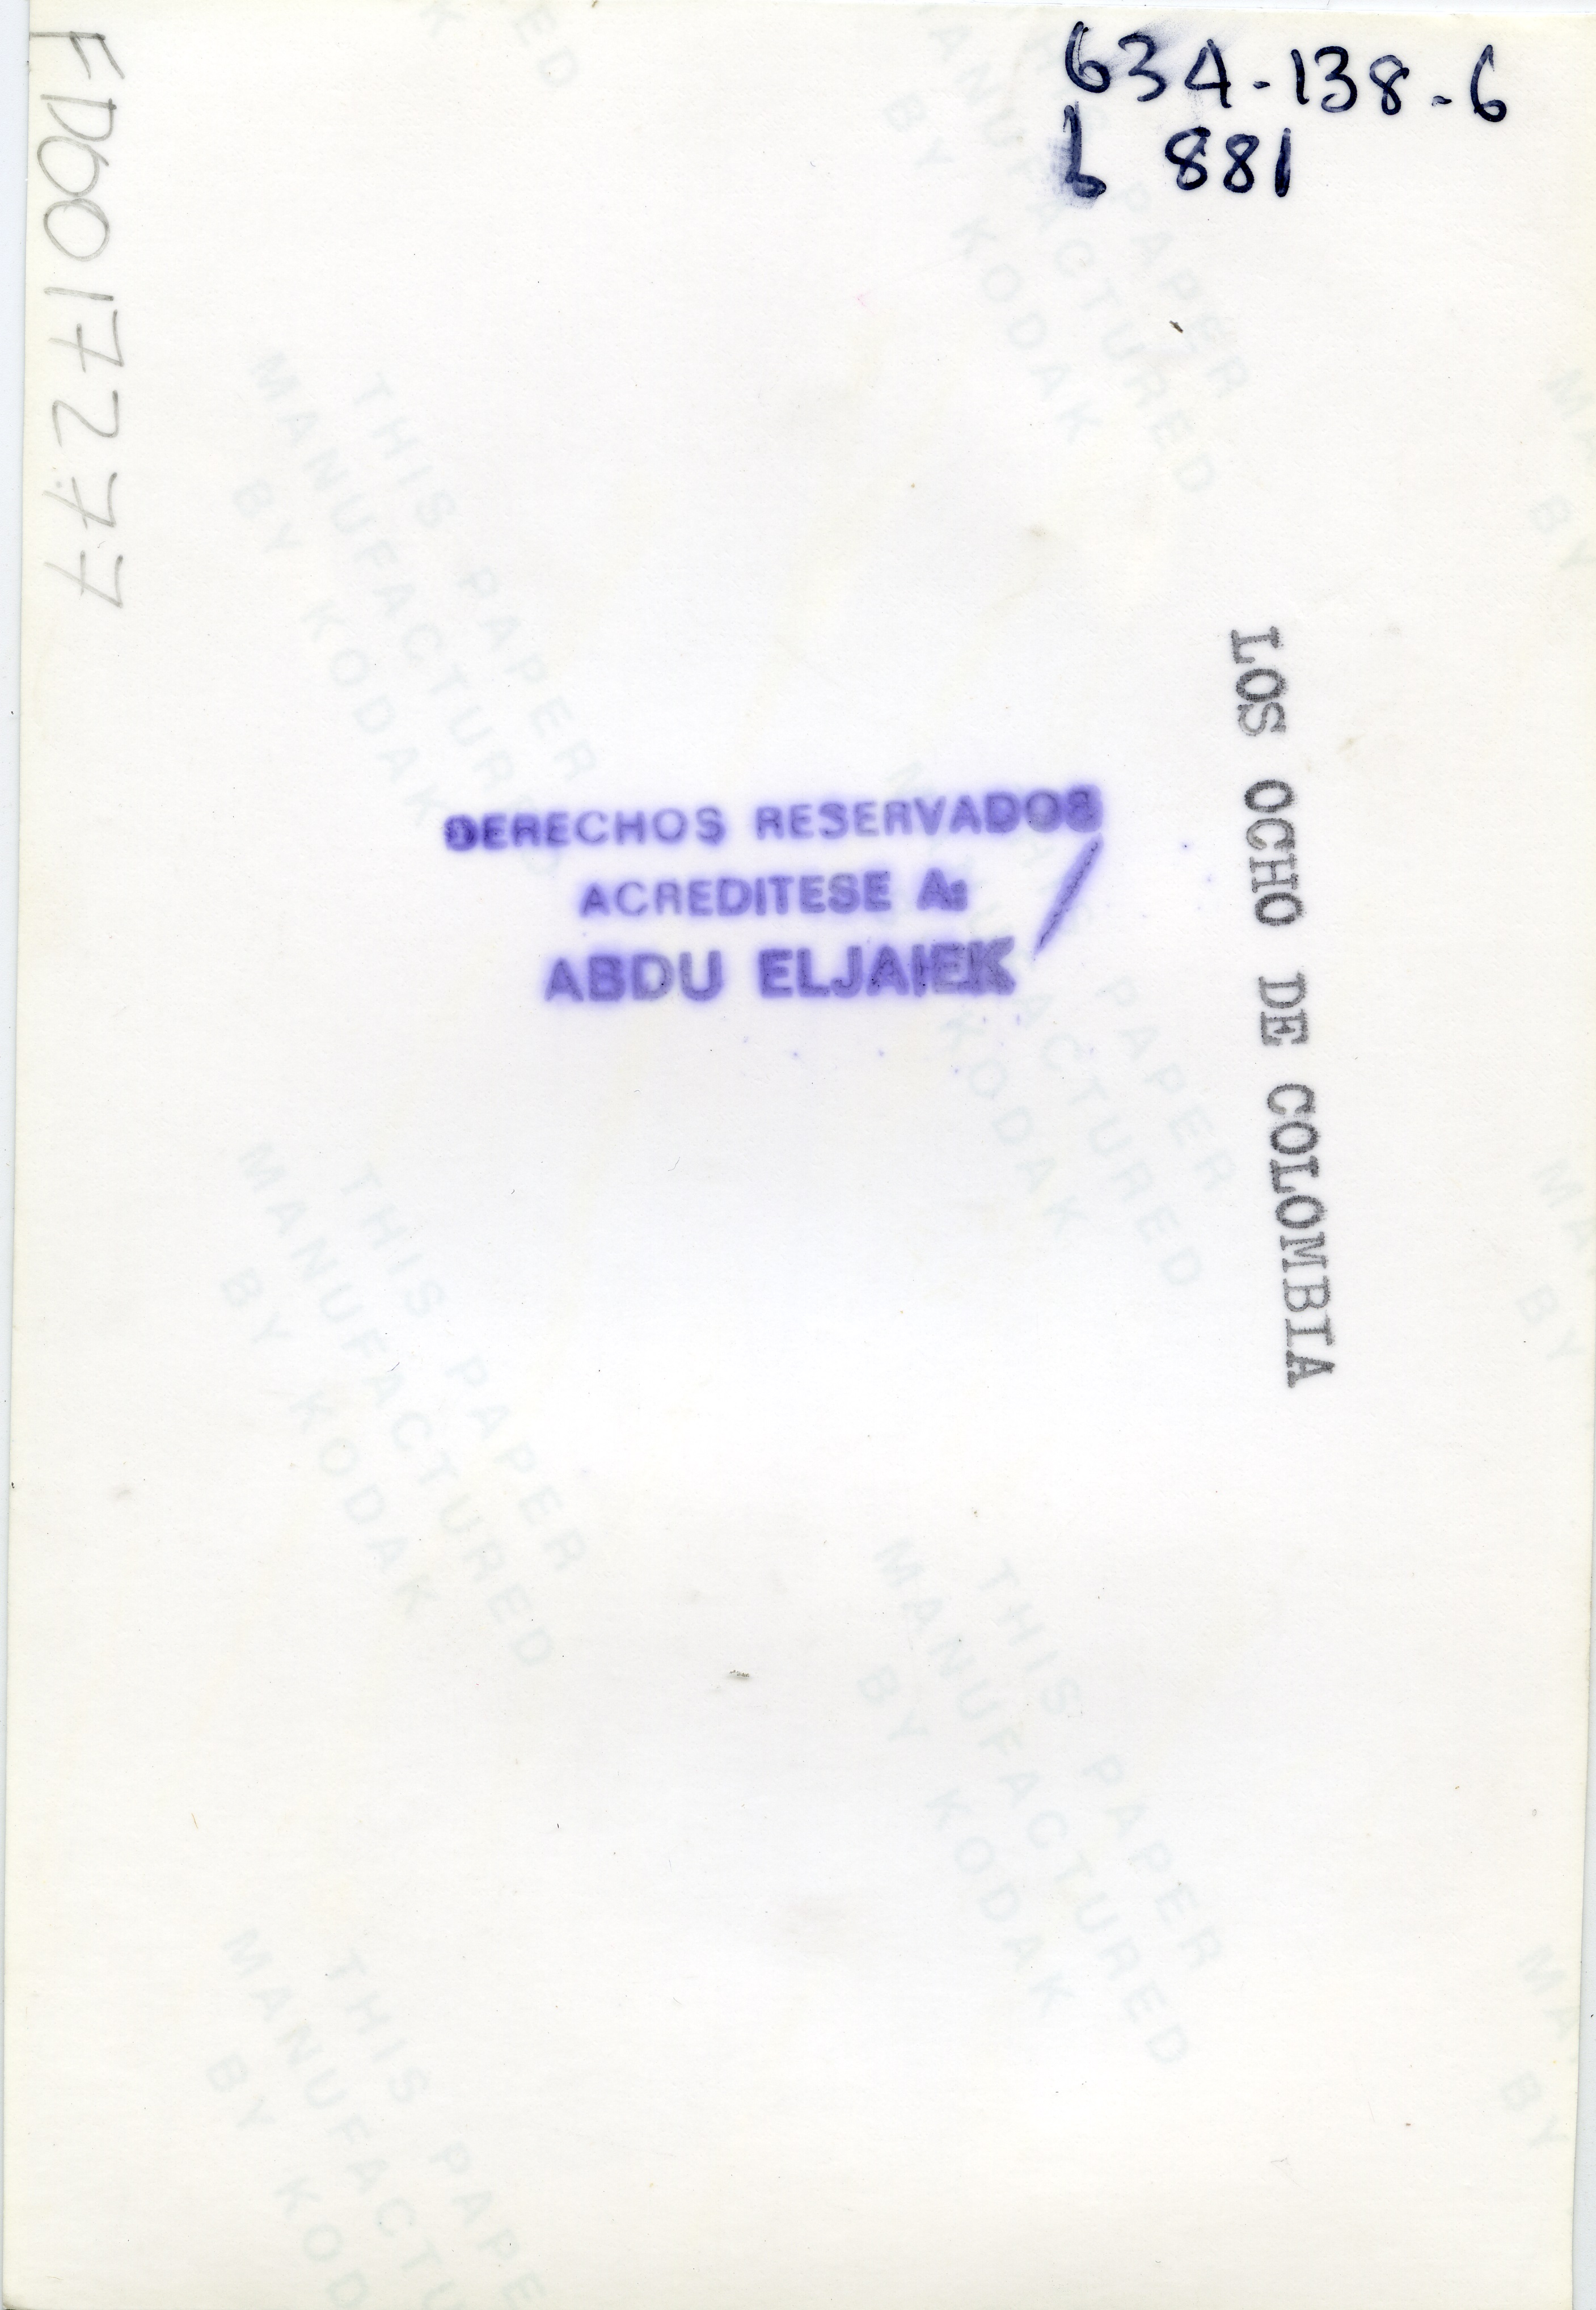 634-138-6
6 881
FD0017277
LOS OCHO DE COLOMBIA
DERECHOS RESERVADOS
ACREDITESE A:
ABDU ELJAIEK
THIS PAPER
MANUFACTURED
BY KODAK